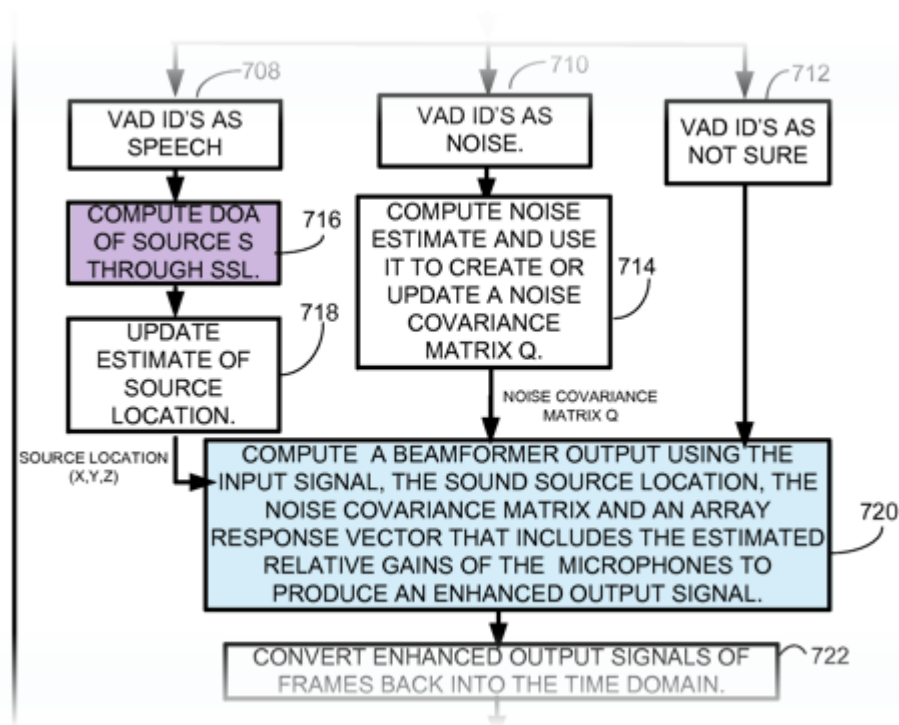 708
VAD ID'S AS
SPEECH
710
VAD ID'S AS
NOISE.
712
VAD ID'S AS
NOT SURE
COMPUTE DOA
OF SOURCE S
THROUGH SSL.
716
COMPUTE NOISE
ESTIMATE AND USE
IT TO CREATE OR
UPDATE A NOISE
COVARIANCE
MATRIX Q.
714
UPDATE
ESTIMATE OF
SOURCE
LOCATION.
718
NOISE COVARIANCE
MATRIX Q
SOURCE LOCATION
(X,Y,Z)
COMPUTE A BEAMFORMER OUTPUT USING THE
INPUT SIGNAL, THE SOUND SOURCE LOCATION, THE
NOISE COVARIANCE MATRIX AND AN ARRAY
RESPONSE VECTOR THAT INCLUDES THE ESTIMATED
RELATIVE GAINS OF THE MICROPHONES TO
PRODUCE AN ENHANCED OUTPUT SIGNAL.
720
CONVERT ENHANCED OUTPUT SIGNALS OF
FRAMES BACK INTO THE TIME DOMAIN.
722